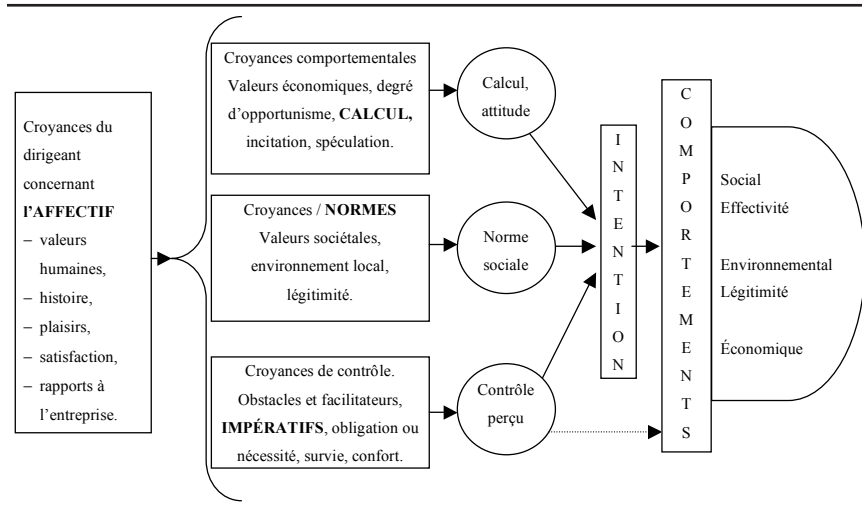 Croyances du
dirigeant
concernant
l’AFFECTIF
– valeurs
humaines,
– histoire,
– plaisirs,
– satisfaction,
– rapports à
l’entreprise.
Croyances comportementales
Valeurs économiques, degré
d’opportunisme, CALCUL,
incitation, spéculation.
Croyances / NORMES
Valeurs sociétales,
environnement local,
légitimité.
Croyances de contrôle.
Obstacles et facilitateurs,
IMPÉRATIFS, obligation ou
nécessité, survie, confort.
Calcul,
attitude
Norme
sociale
Contrôle
perçu
I
N
T
E
N
T
I
O
N
C
O
M
P
O
R
T
E
M
E
N
T
S
Social
Effectivité
Environnemental
Légitimité
Économique